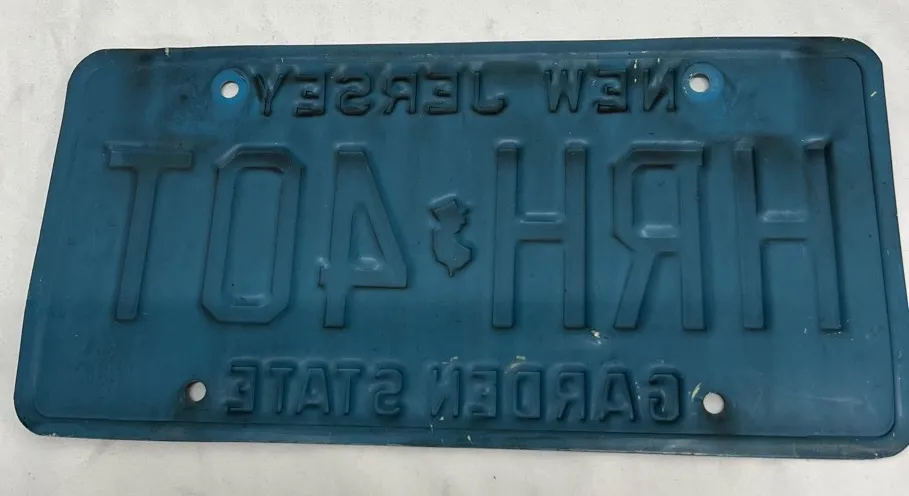 NEW JERSEY
HRH 40T
GARDEN STATE